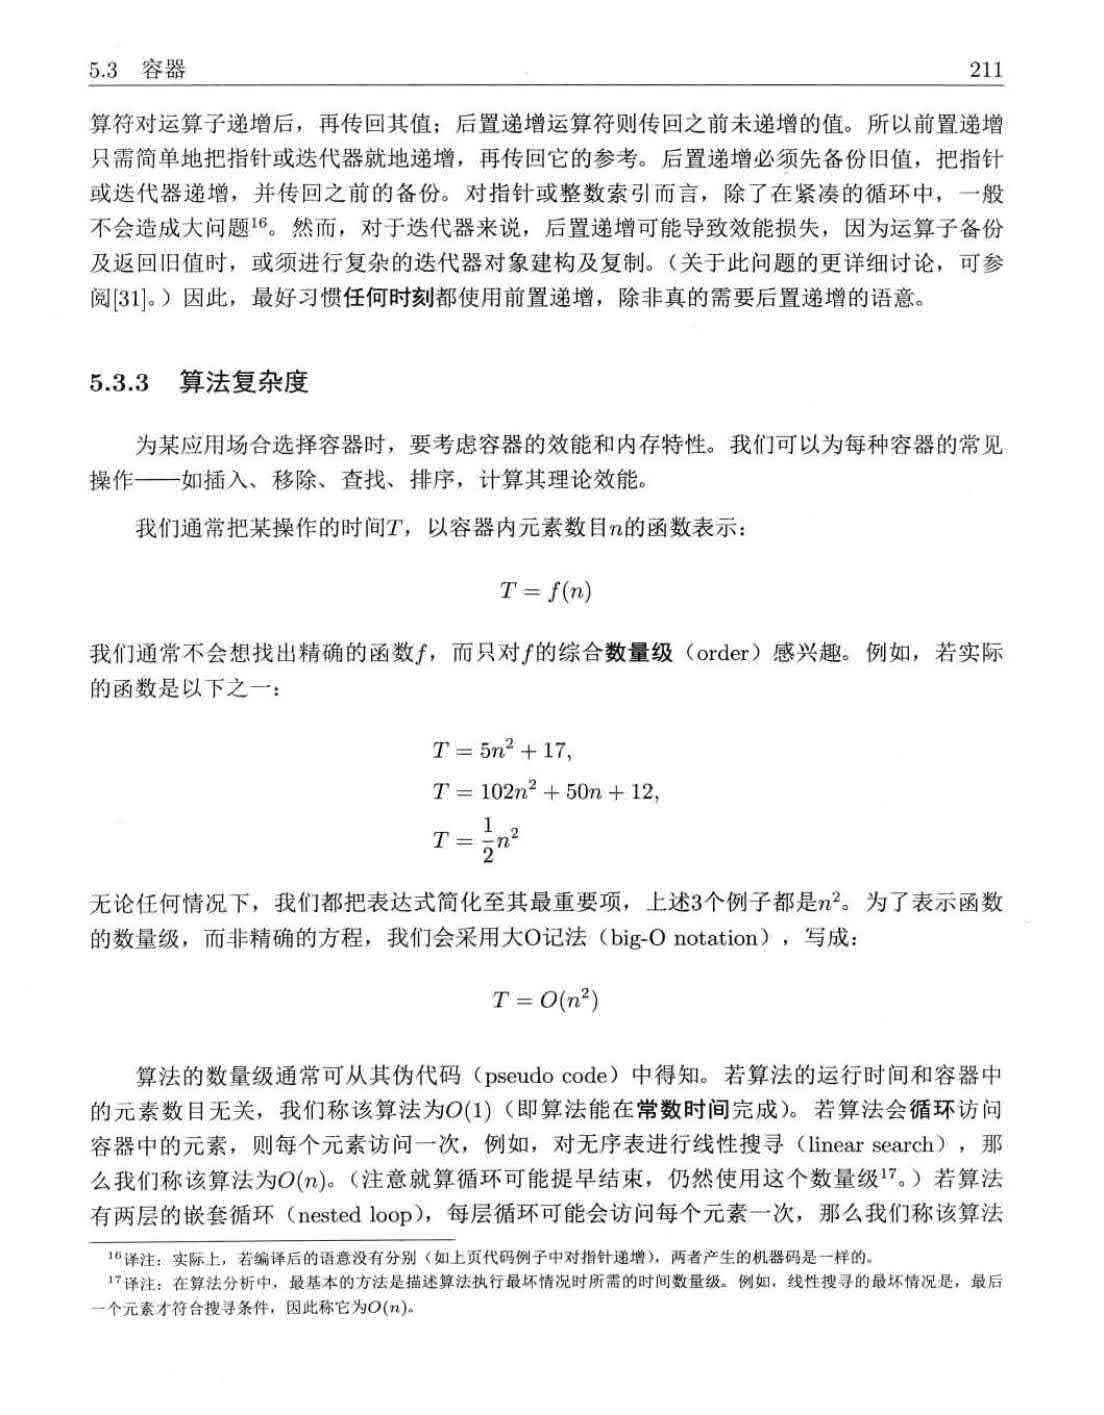 5.3 容器 211
算符对运算子递增后，再传回其值；后置递增运算符则传回之前未递增的值。所以前置递增
只需简单地把指针或迭代器就地递增，再传回它的参考。后置递增必须先备份旧值，把指针
或迭代器递增，并传回之前的备份。对指针或整数索引而言，除了在紧凑的循环中，一般
不会造成大问题¹⁶。然而，对于迭代器来说，后置递增可能导致效能损失，因为运算子备份
及返回旧值时，或须进行复杂的迭代器对象建构及复制。（关于此问题的更详细讨论，可参
阅[31]。）因此，最好习惯任何时刻都使用前置递增，除非真的需要后置递增的语意。
5.3.3 算法复杂度
为某应用场合选择容器时，要考虑容器的效能和内存特性。我们可以为每种容器的常见
操作——如插入、移除、查找、排序，计算其理论效能。
我们通常把某操作的时间T，以容器内元素数目n的函数表示：
T = f(n)
我们通常不会想找出精确的函数f，而只对f的综合数量级（order）感兴趣。例如，若实际
的函数是以下之一：
T = 5n² + 17,
T = 102n² + 50n + 12,
T = 1/2 n²
无论任何情况下，我们都把表达式简化至其最重要项，上述3个例子都是n²。为了表示函数
的数量级，而非精确的方程，我们会采用大O记法（big-O notation），写成：
T = O(n²)
算法的数量级通常可从其伪代码（pseudo code）中得知。若算法的运行时间和容器中
的元素数目无关，我们称该算法为O(1)（即算法能在常数时间完成）。若算法会循环访问
容器中的元素，则每个元素访问一次，例如，对无序表进行线性搜寻（linear search），那
么我们称该算法为O(n)。（注意就算循环可能提早结束，仍然使用这个数量级¹⁷。）若算法
有两层的嵌套循环（nested loop），每层循环可能会访问每个元素一次，那么我们称该算法
¹⁶译注：实际上，若编译后的语意没有分别（如上页代码例子中对指针递增），两者产生的机器码是一样的。
¹⁷译注：在算法分析中，最基本的方法是描述算法执行最坏情况时所需的时间数量级。例如，线性搜寻的最坏情况是，最后
一个元素才符合搜寻条件，因此称它为O(n)。